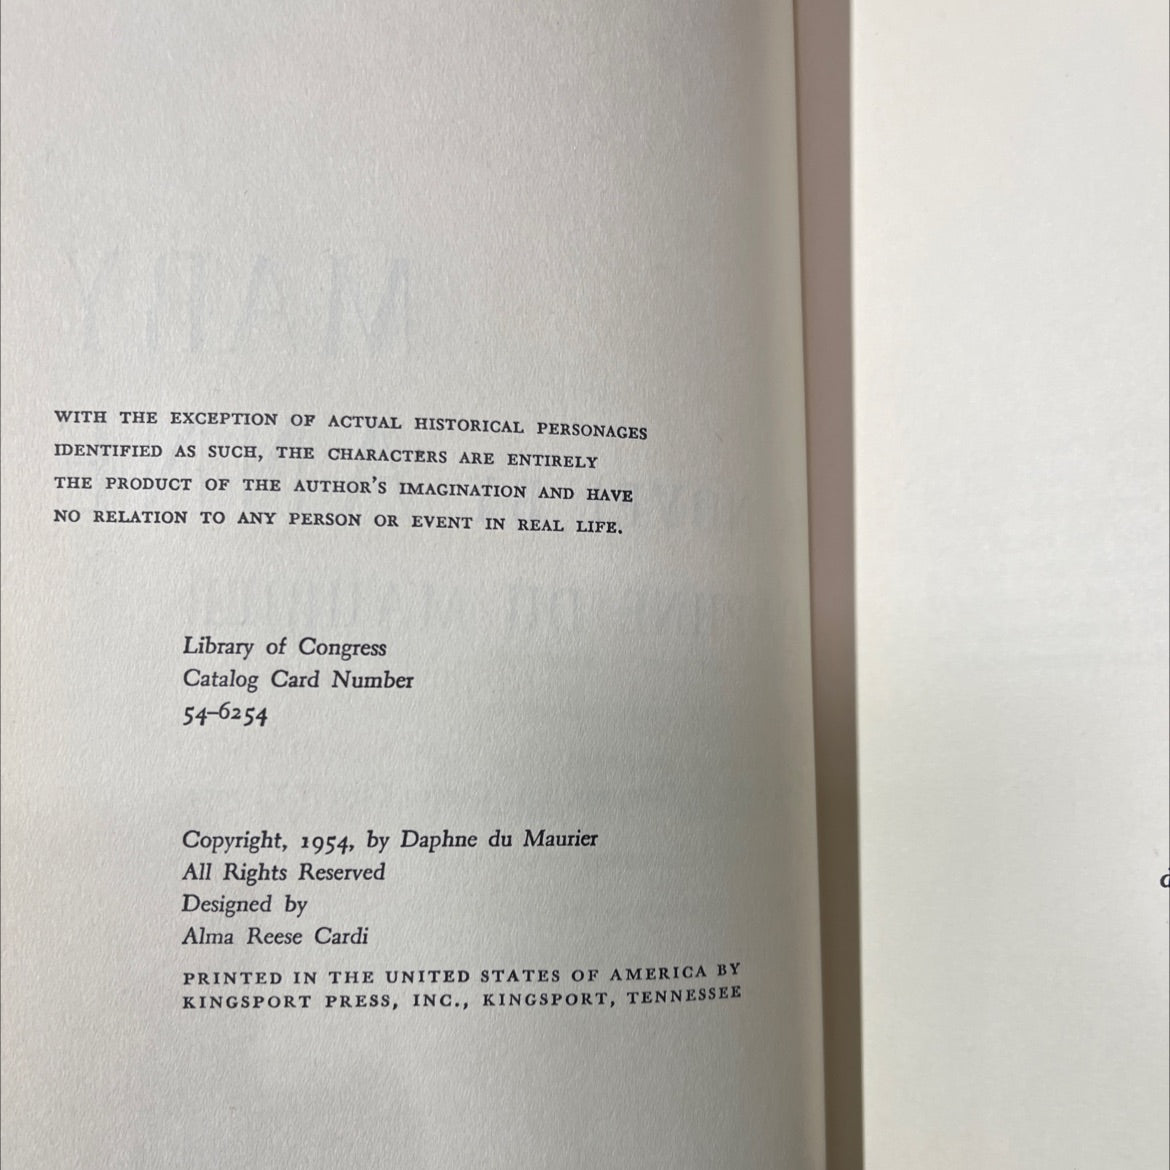 WITH THE EXCEPTION OF ACTUAL HISTORICAL PERSONAGES
IDENTIFIED AS SUCH, THE CHARACTERS ARE ENTIRELY
THE PRODUCT OF THE AUTHOR'S IMAGINATION AND HAVE
NO RELATION TO ANY PERSON OR EVENT IN REAL LIFE.
Library of Congress
Catalog Card Number
54–6254
Copyright, 1954, by Daphne du Maurier
All Rights Reserved
Designed by
Alma Reese Cardi
PRINTED IN THE UNITED STATES OF AMERICA BY
KINGSPORT PRESS, INC., KINGSPORT, TENNESSEE